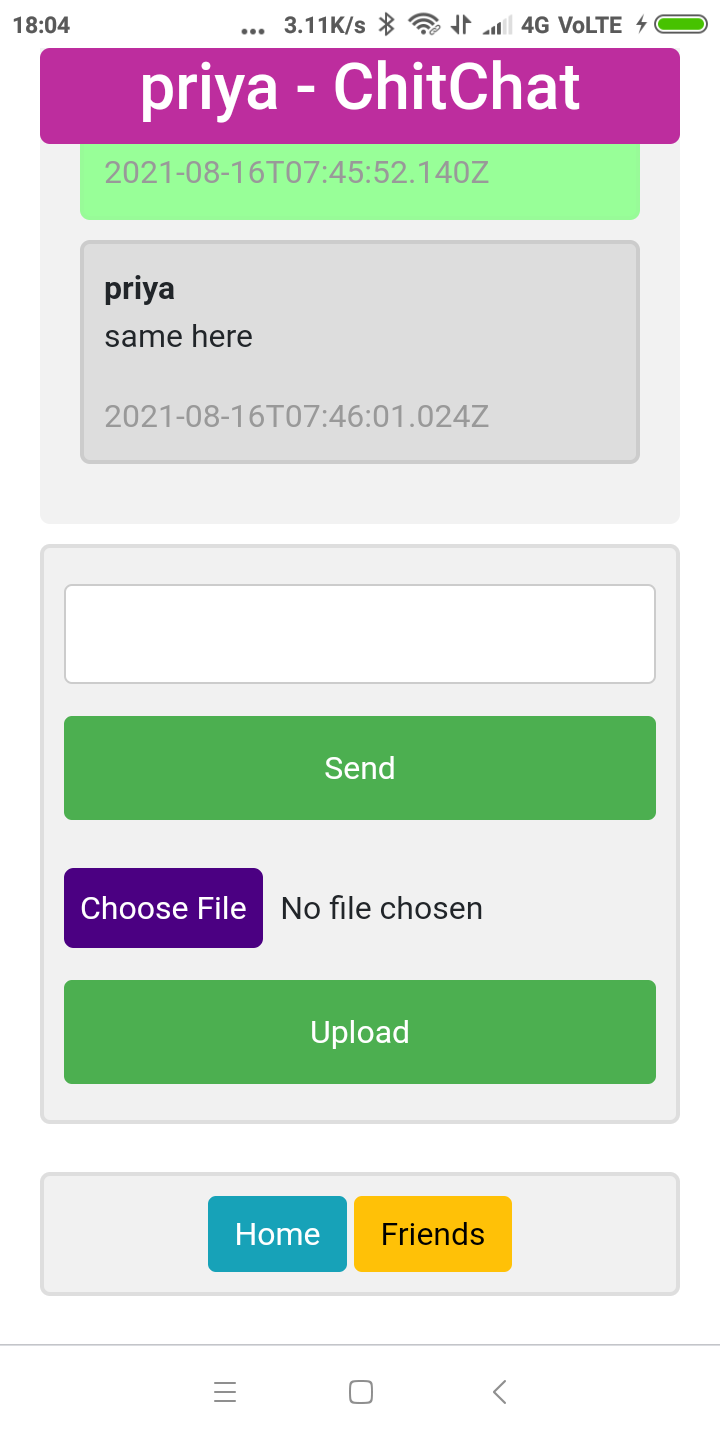 18:04 ... 3.11K/s 4G VoLTE
priya - ChitChat
2021-08-16T07:45:52.140Z
priya
same here
2021-08-16T07:46:01.024Z
Send
Choose File No file chosen
Upload
Home Friends